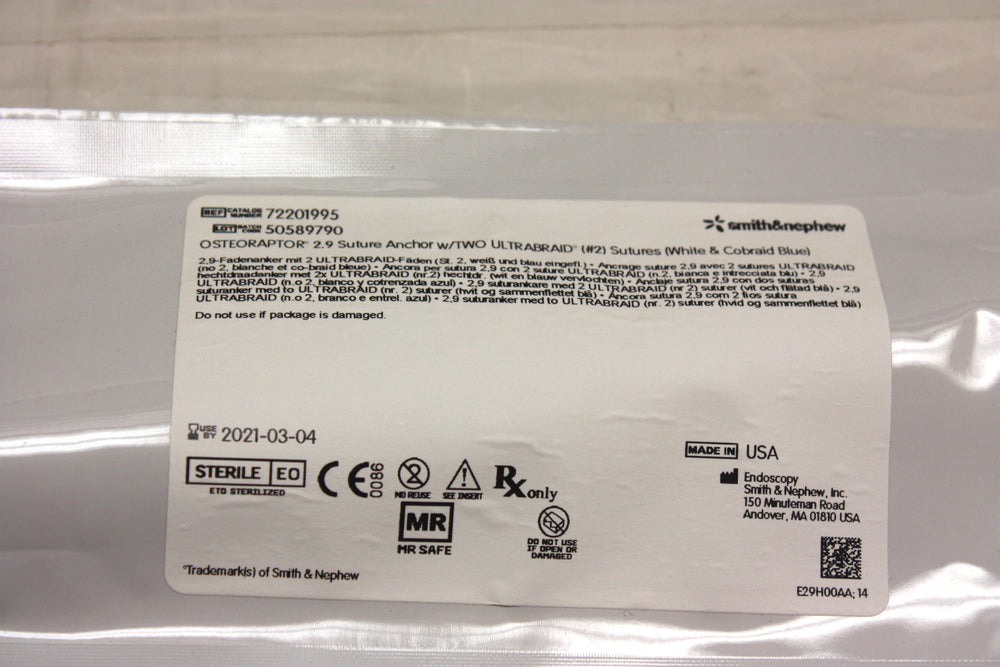 REF CATALOG NUMBER 72201995
LOT BATCH CODE 50589790
smith&nephew
OSTEORAPTOR° 2.9 Suture Anchor w/TWO ULTRABRAID° (#2) Sutures (White & Cobraid Blue)
2,9-Fadenanker mit 2 ULTRABRAID-Fäden (St. 2, weiß und blau eingefl.) • Ancrage suture 2,9 avec 2 sutures ULTRABRAID
(no 2, blanche et co-braid bleue) • Ancora per sutura 2,9 con 2 suture ULTRABRAID (n. 2, bianca e intrecciata blu) • 2,9
hechtdraadanker met 2x ULTRABRAID (nr.2) hechtdr. (wit en blauw vervlochten) • Anclaje sutura 2,9 con dos suturas
ULTRABRAID (n.o 2, blanco y cotrenzada azul) • 2,9 suturankare med 2 ULTRABRAID (nr 2) suturer (vit och flätad blå) • 2,9
suturanker med to ULTRABRAID (nr. 2) suturer (hvit og sammenflettet blå) • Âncora sutura 2,9 com 2 fios sutura
ULTRABRAID (n.o 2, branco e entrel. azul) • 2,9 suturanker med to ULTRABRAID (nr. 2) suturer (hvid og sammenflettet blå)
Do not use if package is damaged.
USE BY 2021-03-04
MADE IN USA
STERILE EO
ETO STERILIZED
CE 0086
NO REUSE
SEE INSERT
Rx only
Endoscopy
Smith & Nephew, Inc.
150 Minuteman Road
Andover, MA 01810 USA
MR
MR SAFE
DO NOT USE
IF OPEN OR
DAMAGED
°Trademark(s) of Smith & Nephew
E29H00AA; 14